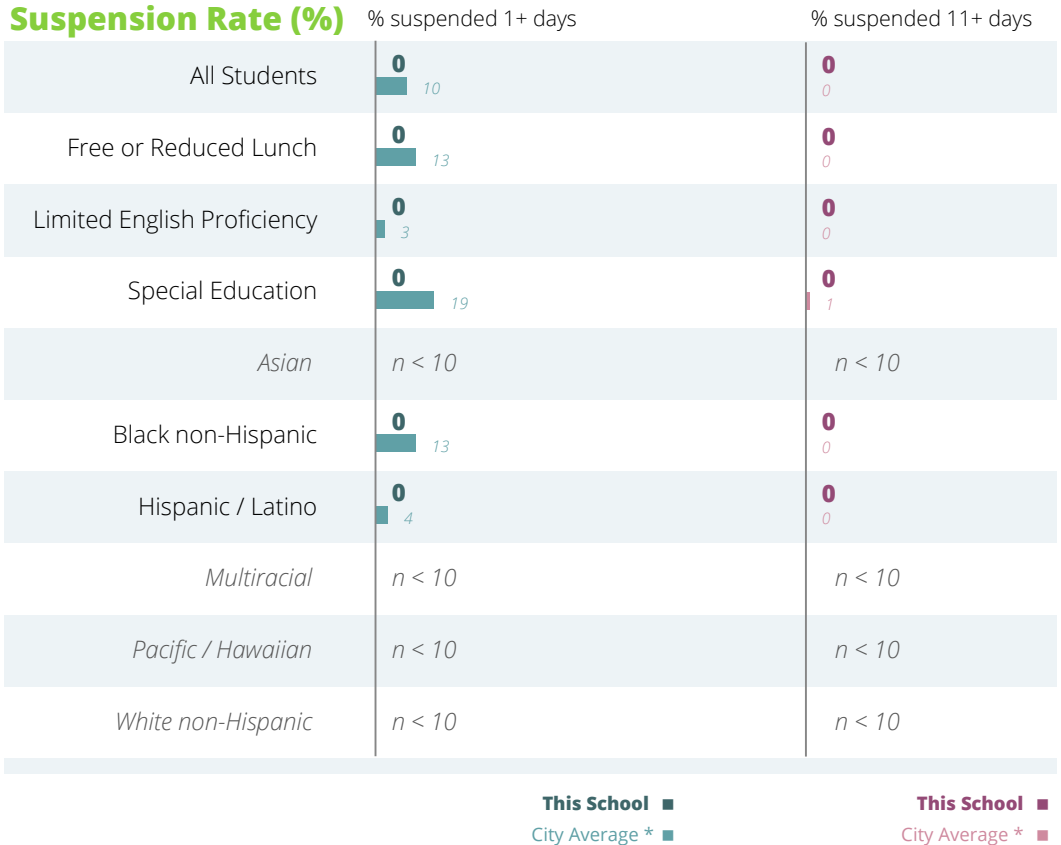 Suspension Rate (%) % suspended 1+ days % suspended 11+ days
All Students 0 10 0 0
Free or Reduced Lunch 0 13 0 0
Limited English Proficiency 0 3 0 0
Special Education 0 19 0 1
Asian n < 10 n < 10
Black non-Hispanic 0 13 0 0
Hispanic / Latino 0 4 0 0
Multiracial n < 10 n < 10
Pacific / Hawaiian n < 10 n < 10
White non-Hispanic n < 10 n < 10
This School This School
City Average * City Average *